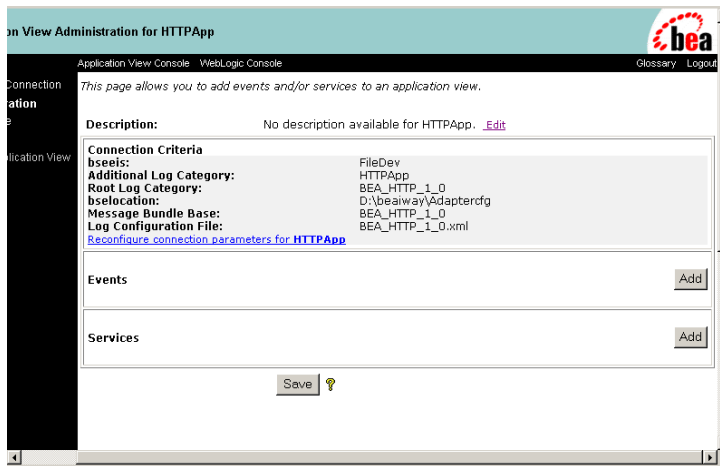 on View Administration for HTTPApp
bea
Application View Console WebLogic Console Glossary Logout
Connection
ration
e
plication View
This page allows you to add events and/or services to an application view.
Description: No description available for HTTPApp. Edit
Connection Criteria
bseeis: FileDev
Additional Log Category: HTTPApp
Root Log Category: BEA_HTTP_1_0
bselocation: D:\beaiway\Adaptercfg
Message Bundle Base: BEA_HTTP_1_0
Log Configuration File: BEA_HTTP_1_0.xml
Reconfigure connection parameters for HTTPApp
Events Add
Services Add
Save ?